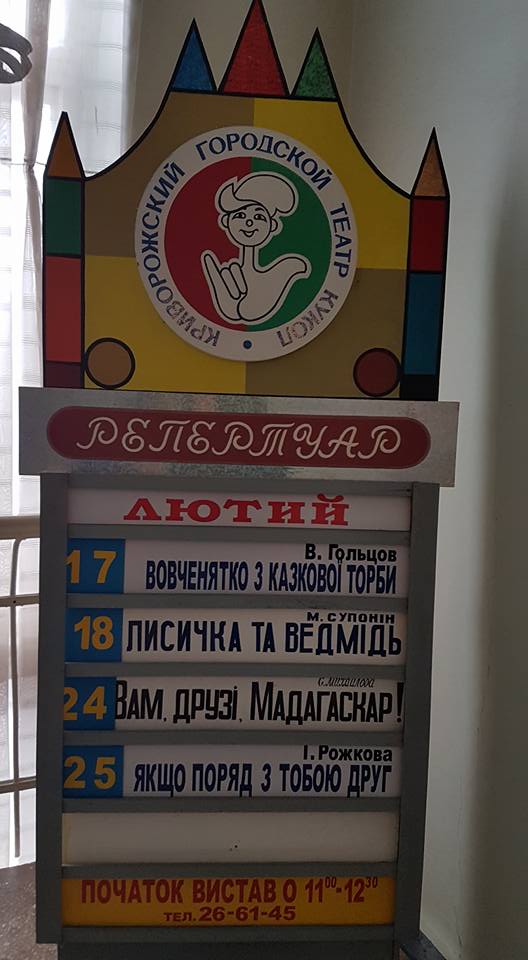 КРИВОРОЖСКИЙ ГОРОДСКОЙ ТЕАТР КУКОЛ
РЕПЕРТУАР
ЛЮТИЙ
В. Гольцов
17 ВОВЧЕНЯТКО З КАЗКОВОЇ ТОРБИ
М. СУПОНІН
18 ЛИСИЧКА ТА ВЕДМІДЬ
Є. Михайлова
24 ВАМ, ДРУЗІ, МАДАГАСКАР!
І. Рожкова
25 ЯКЩО ПОРЯД З ТОБОЮ ДРУГ
ПОЧАТОК ВИСТАВ О 11⁰⁰-12³⁰
ТЕЛ. 26-61-45